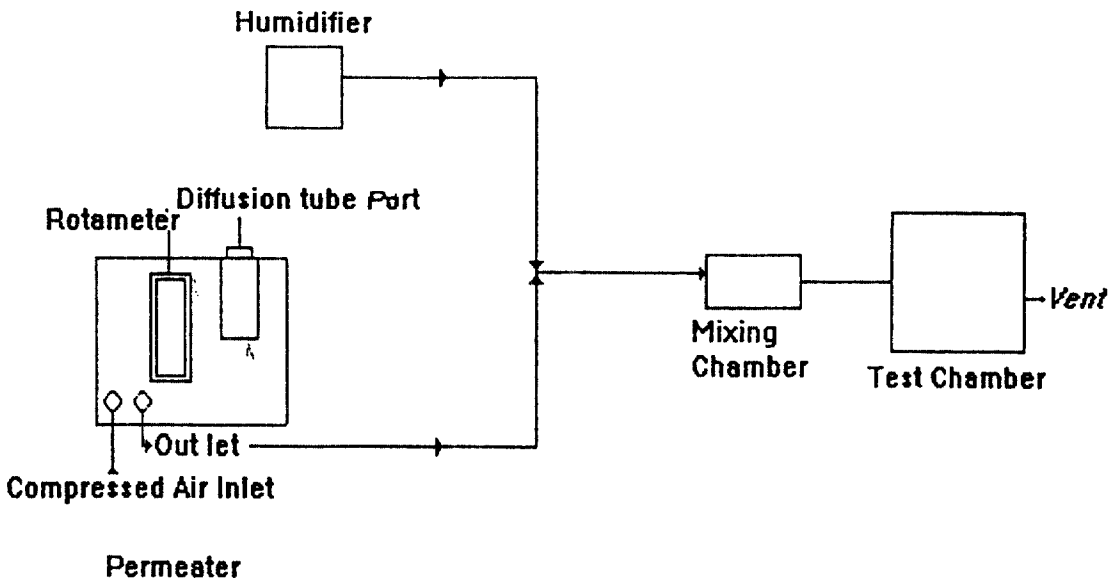 Humidifier
Diffusion tube Port
Rotameter
Vent
Mixing
Chamber
Test Chamber
Out let
Compressed Air Inlet
Permeater